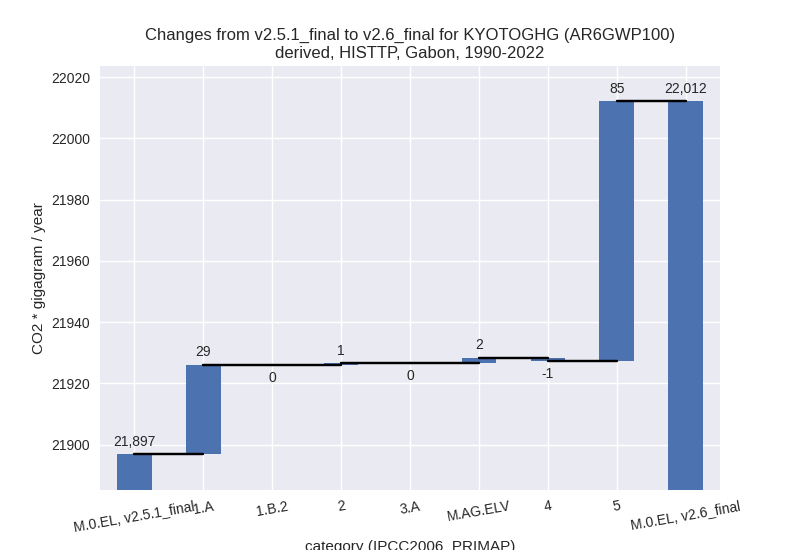 Changes from v2.5.1_final to v2.6_final for KYOTOGHG (AR6GWP100)
derived, HISTTP, Gabon, 1990-2022
CO2 * gigagram / year
22020
22000
21980
21960
21940
21920
21900
21,897
29
0
1
0
2
-1
85
22,012
M.0.EL, v2.5.1_final
1.A
1.B.2
2
3.A
M.AG.ELV
4
5
M.0.EL, v2.6_final
category (IPCC2006_PRIMAP)